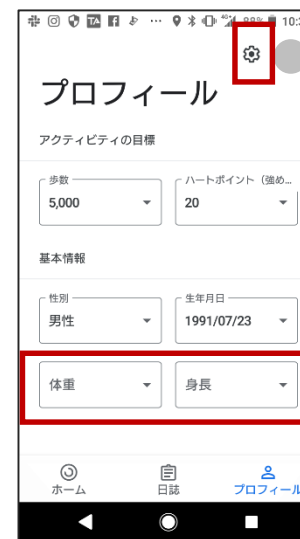 88% 10:3
プロフィール
アクティビティの目標
歩数
ハートポイント（強め...
5,000
20
基本情報
性別
生年月日
男性
1991/07/23
体重
身長
ホーム
日誌
プロフィール